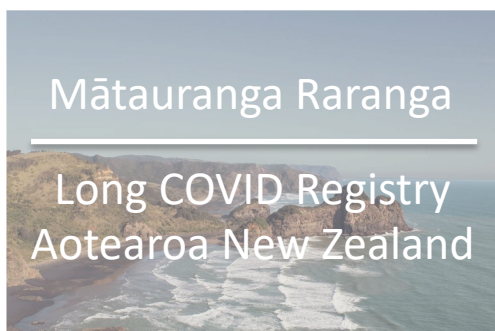 Mātauranga Raranga
Long COVID Registry
Aotearoa New Zealand